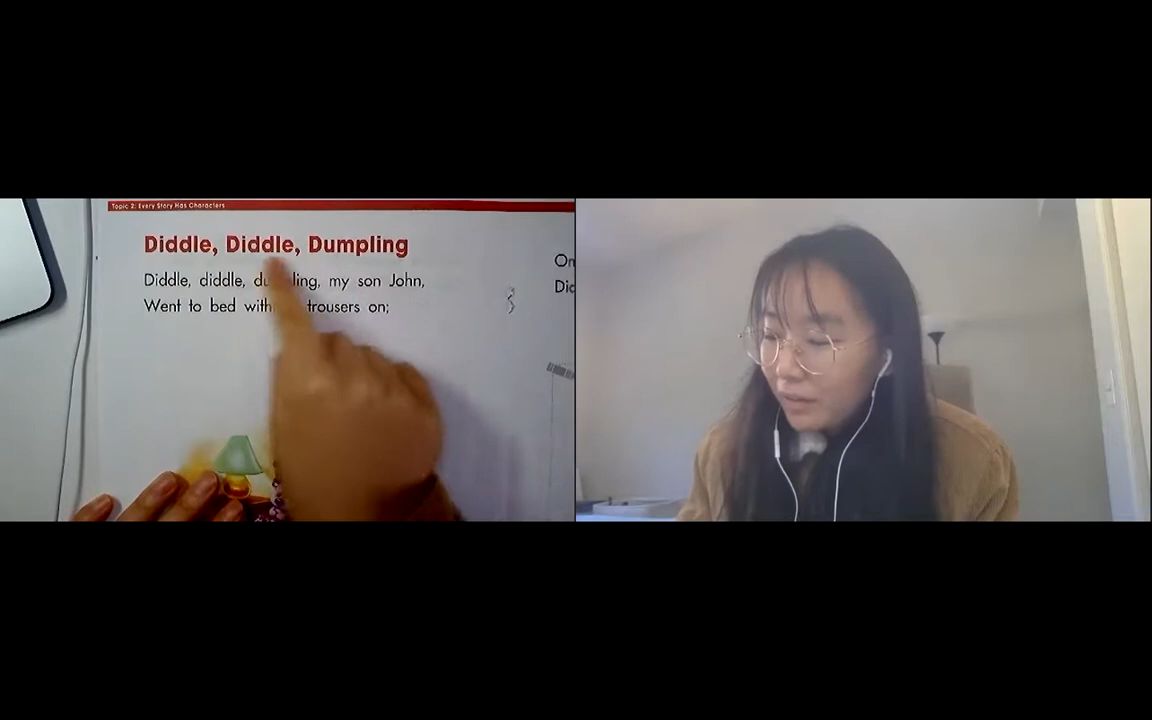 Topic 2: Every Story Has Characters
Diddle, Diddle, Dumpling
Diddle, diddle, my son John,
Went to bed with trousers on;